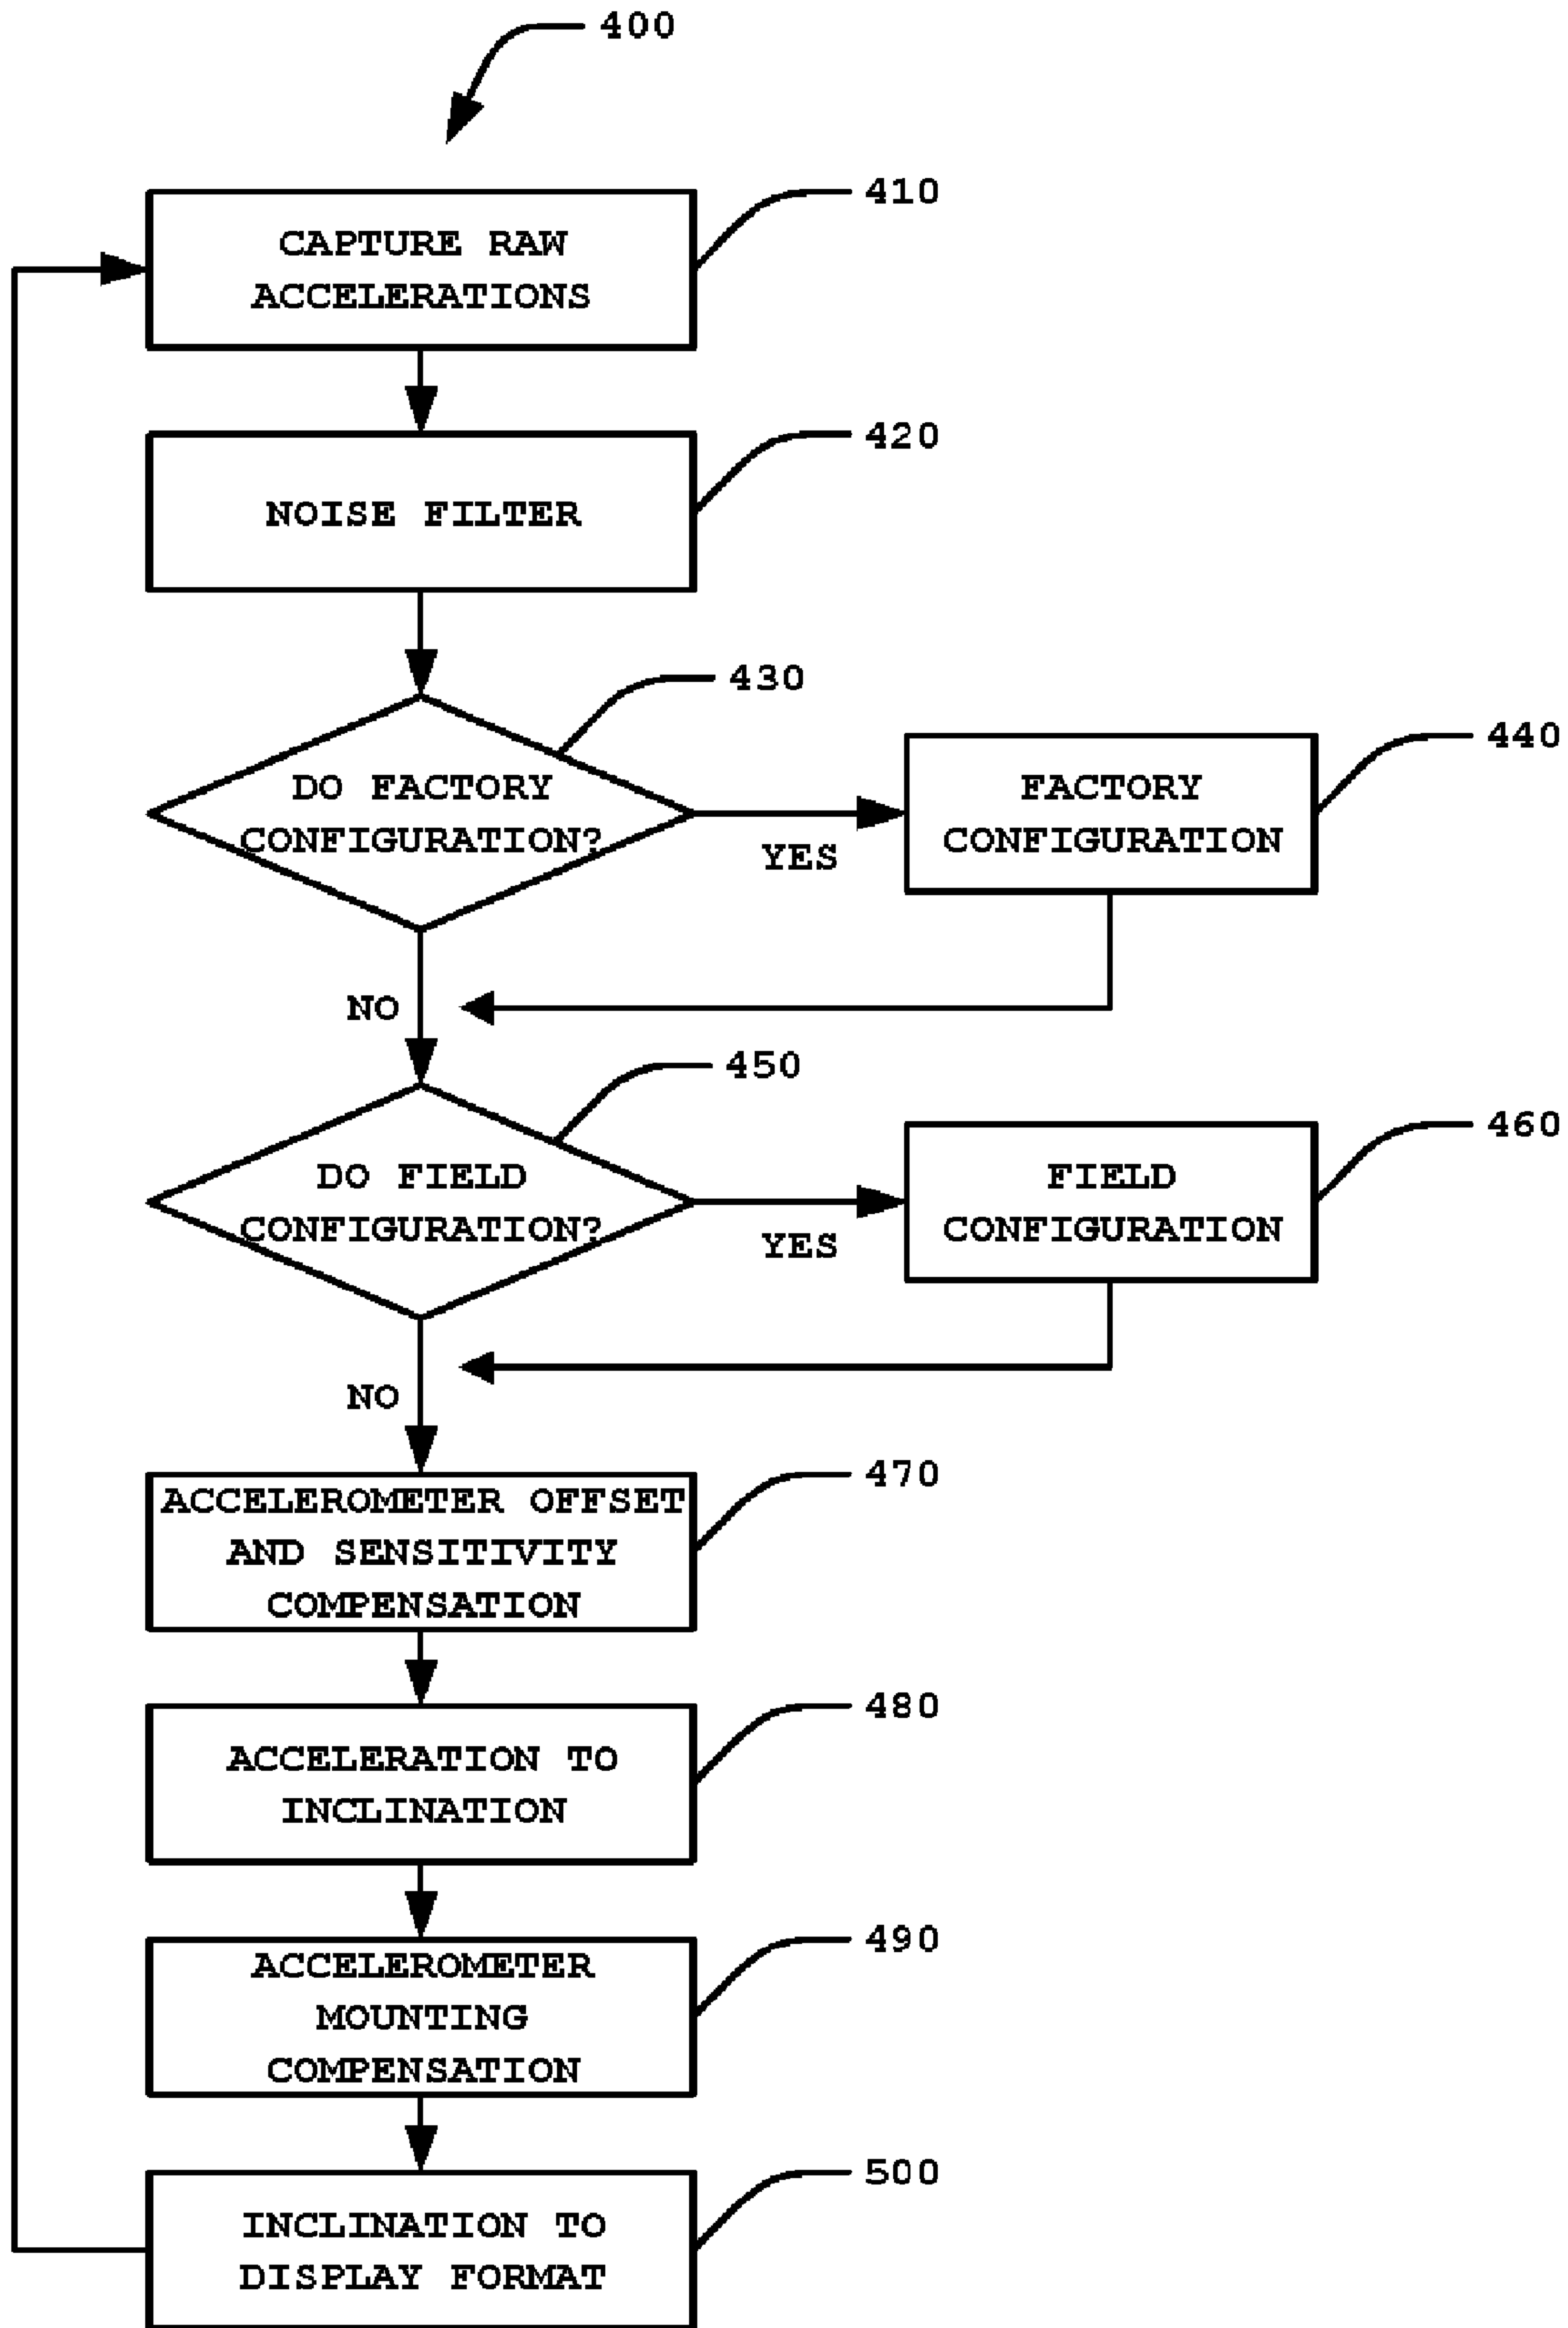 400
410
CAPTURE RAW
ACCELERATIONS
420
NOISE FILTER
430
DO FACTORY
CONFIGURATION?
YES
440
FACTORY
CONFIGURATION
NO
450
DO FIELD
CONFIGURATION?
YES
460
FIELD
CONFIGURATION
NO
470
ACCELEROMETER OFFSET
AND SENSITIVITY
COMPENSATION
480
ACCELERATION TO
INCLINATION
490
ACCELEROMETER
MOUNTING
COMPENSATION
500
INCLINATION TO
DISPLAY FORMAT